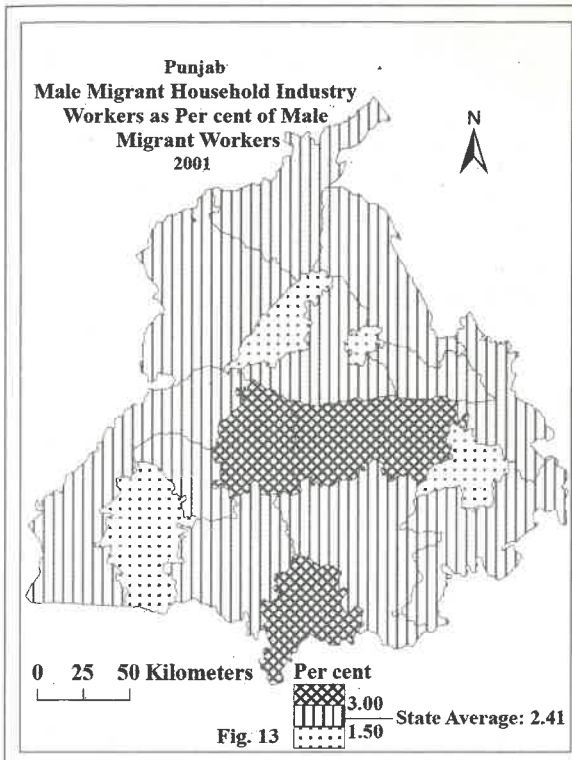 Punjab
Male Migrant Household Industry
Workers as Per cent of Male
Migrant Workers
2001
N
0 25 50 Kilometers
Per cent
3.00
State Average: 2.41
1.50
Fig. 13